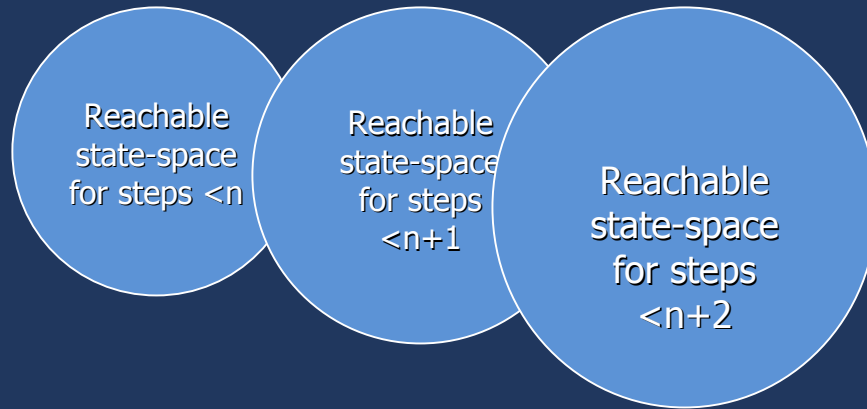 Reachable
state-space
for steps <n
Reachable
state-space
for steps
<n+1
Reachable
state-space
for steps
<n+2